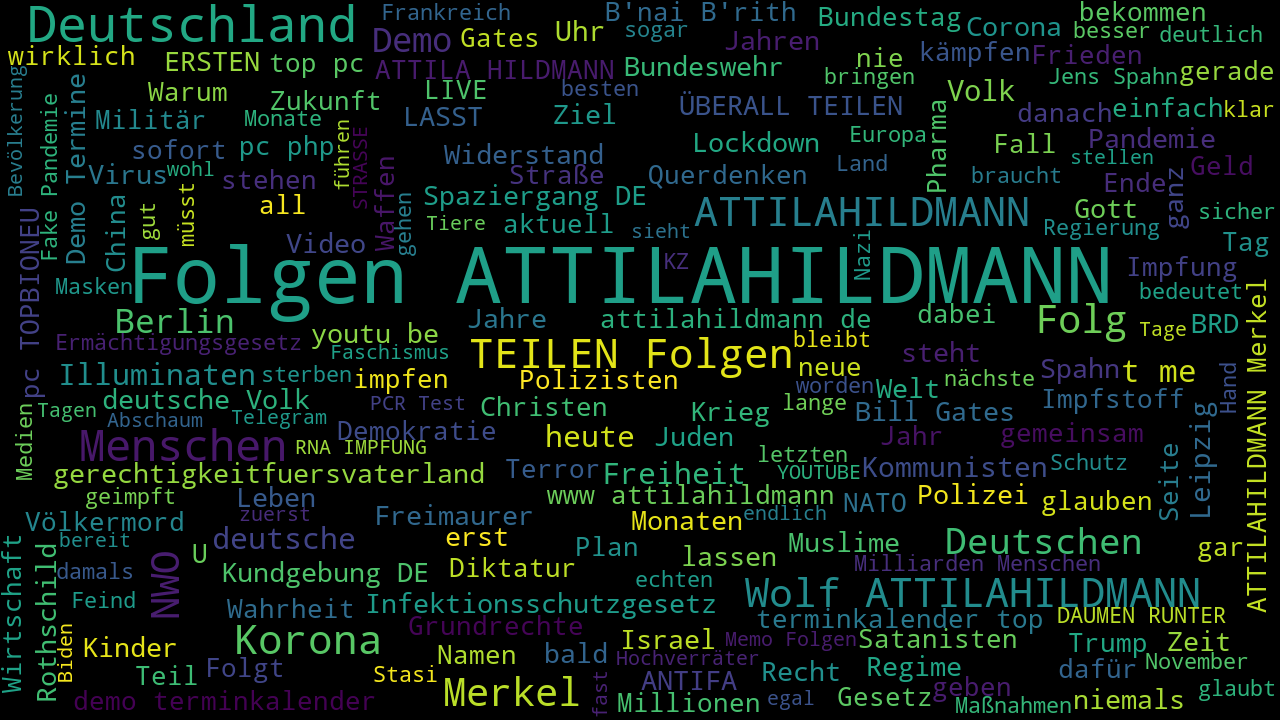 Deutschland
Frankreich
B'nai B'rith
Bundestag
bekommen
sogar
Corona
besser
deutlich
Demo
Gates
Uhr
Jahren
nie
kämpfen
Frieden
wirklich
ERSTEN
top pc
ATTILA HILDMANN
Bundeswehr
bringen
Jens Spahn
gerade
Warum
Zukunft
LIVE
besten
ÜBERALL TEILEN
Volk
danach
einfach
klar
Bevölkerung
Fake Pandemie
Termine
Militär
Monate
LASST
Ziel
Lockdown
Europa
Pharma
Fall
Pandemie
sofort
pc php
führen
STRASSE
Widerstand
Land
stellen
Geld
Virus
wohl
stehen
Waffen
Straße
Querdenken
braucht
Ende
ganz
China
gut
müsst
all
gehen
Spaziergang DE
ATTILAHILDMANN
Gott
sicher
TOPBIONEU
Demo
Tiere
aktuell
sieht
Regierung
Tag
Video
Nazi
Folgen ATTILAHILDMANN
KZ
Impfung
Masken
bedeutet
Berlin
Jahre
attilahildmann de
dabei
Folg
Tage
BRD
Ermächtigungsgesetz
youtu be
Faschismus
TEILEN Folgen
bleibt
steht
ATTILAHILDMANN Merkel
pc
Illuminaten
sterben
impfen
Polizisten
neue
worden
Welt
nächste
Spahn
t me
Hand
Medien
Tagen
deutsche Volk
PCR Test
Christen
Krieg
lange
Bill Gates
Impfstoff
Abschaum
Telegram
Menschen
RNA IMPFUNG
Demokratie
heute
Juden
letzten
Jahr
gemeinsam
Leipzig
gerechtigkeitfuersvaterland
Terror
Freiheit
YOUTUBE
Kommunisten
Schutz
Seite
geimpft
Leben
www attilahildmann
NATO
Polizei
glauben
Völkermord
zuerst
Freimaurer
Monaten
endlich
bereit
U
deutsche
erst
Plan
lassen
Muslime
Deutschen
gar
Wirtschaft
Rothschild
damals
NWO
Kundgebung DE
Diktatur
echten
Milliarden Menschen
Feind
Wahrheit
Infektionsschutzgesetz
Wolf ATTILAHILDMANN
Biden
Kinder
Korona
Grundrechte
Israel
Memo Folgen
terminkalender top
DAUMEN RUNTER
Satanisten
Trump
Zeit
Teil
Folgt
Stasi
Namen
bald
Hochverräter
Recht
Regime
dafür
November
demo terminkalender
Merkel
fast
ANTIFA
Millionen
egal
Gesetz
geben
Maßnahmen
niemals
glaubt